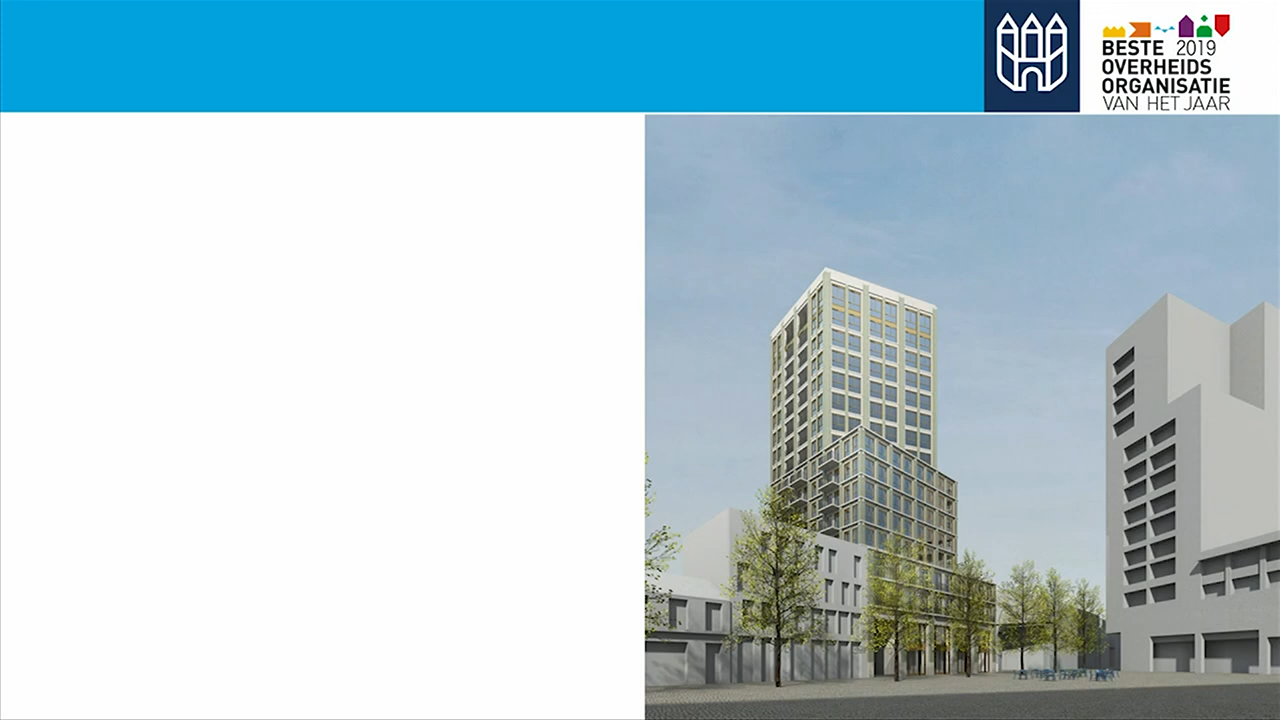 BESTE 2019
OVERHEIDS
ORGANISATIE
VAN HET JAAR